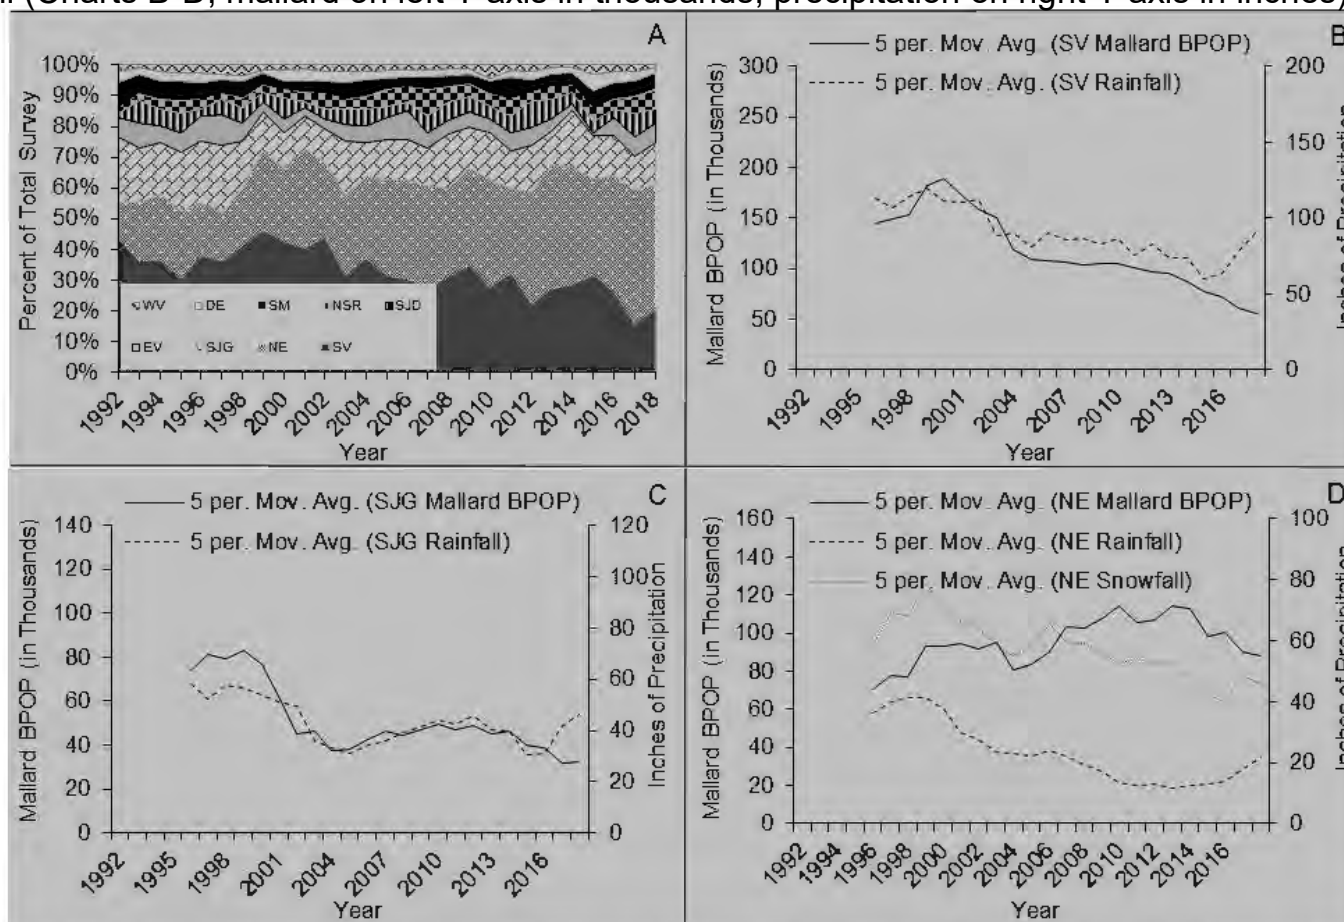 (Charts B-D, mallard on left Y-axis in thousands, precipitation on right Y-axis in inches)
A
100%
90%
80%
70%
60%
50%
40%
30%
20%
10%
0%
Percent of Total Survey
WV DE SM NSR SJD
EV SJG NE SV
1992 1994 1996 1998 2000 2002 2004 2006 2008 2010 2012 2014 2016 2018
Year
B
5 per. Mov. Avg. (SV Mallard BPOP)
5 per. Mov. Avg. (SV Rainfall)
300
250
200
150
100
50
0
Mallard BPOP (in Thousands)
200
150
100
50
0
Inches of Precipitation
1992 1995 1998 2001 2004 2007 2010 2013 2016
Year
C
5 per. Mov. Avg. (SJG Mallard BPOP)
5 per. Mov. Avg. (SJG Rainfall)
140
120
100
80
60
40
20
0
Mallard BPOP (in Thousands)
120
100
80
60
40
20
0
Inches of Precipitation
1992 1995 1998 2001 2004 2007 2010 2013 2016
Year
D
5 per. Mov. Avg. (NE Mallard BPOP)
5 per. Mov. Avg. (NE Rainfall)
5 per. Mov. Avg. (NE Snowfall)
160
140
120
100
80
60
40
20
0
Mallard BPOP (in Thousands)
100
80
60
40
20
0
Inches of Precipitation
1992 1994 1996 1998 2000 2002 2004 2006 2008 2010 2012 2014 2016
Year